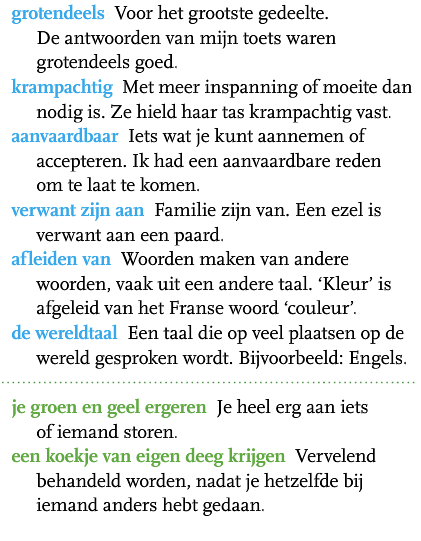 grotendeels Voor het grootste gedeelte.
De antwoorden van mijn toets waren
grotendeels goed.
krampachtig Met meer inspanning of moeite dan
nodig is. Ze hield haar tas krampachtig vast.
aanvaardbaar Iets wat je kunt aannemen of
accepteren. Ik had een aanvaardbare reden
om te laat te komen.
verwant zijn aan Familie zijn van. Een ezel is
verwant aan een paard.
afleiden van Woorden maken van andere
woorden, vaak uit een andere taal. ‘Kleur’ is
afgeleid van het Franse woord ‘couleur’.
de wereldtaal Een taal die op veel plaatsen op de
wereld gesproken wordt. Bijvoorbeeld: Engels.
je groen en geel ergeren Je heel erg aan iets
of iemand storen.
een koekje van eigen deeg krijgen Vervelend
behandeld worden, nadat je hetzelfde bij
iemand anders hebt gedaan.